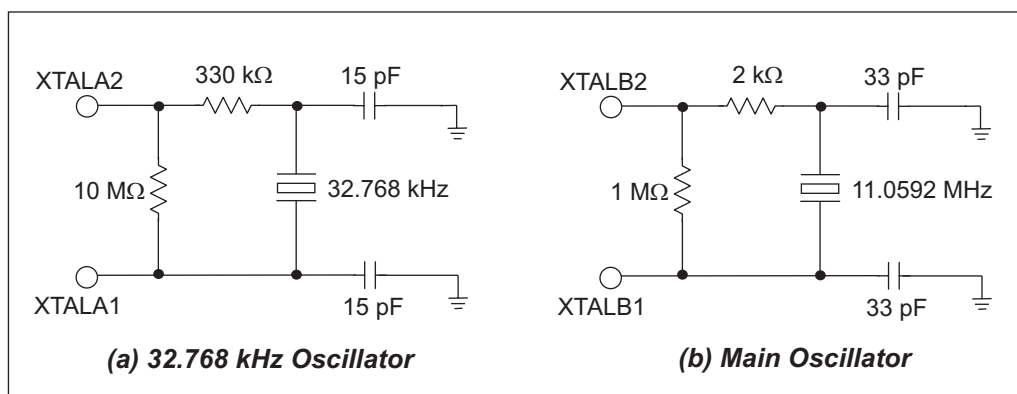 XTALA2
330 kΩ
15 pF
10 MΩ
32.768 kHz
XTALA1
15 pF
(a) 32.768 kHz Oscillator
XTALB2
2 kΩ
33 pF
1 MΩ
11.0592 MHz
XTALB1
33 pF
(b) Main Oscillator